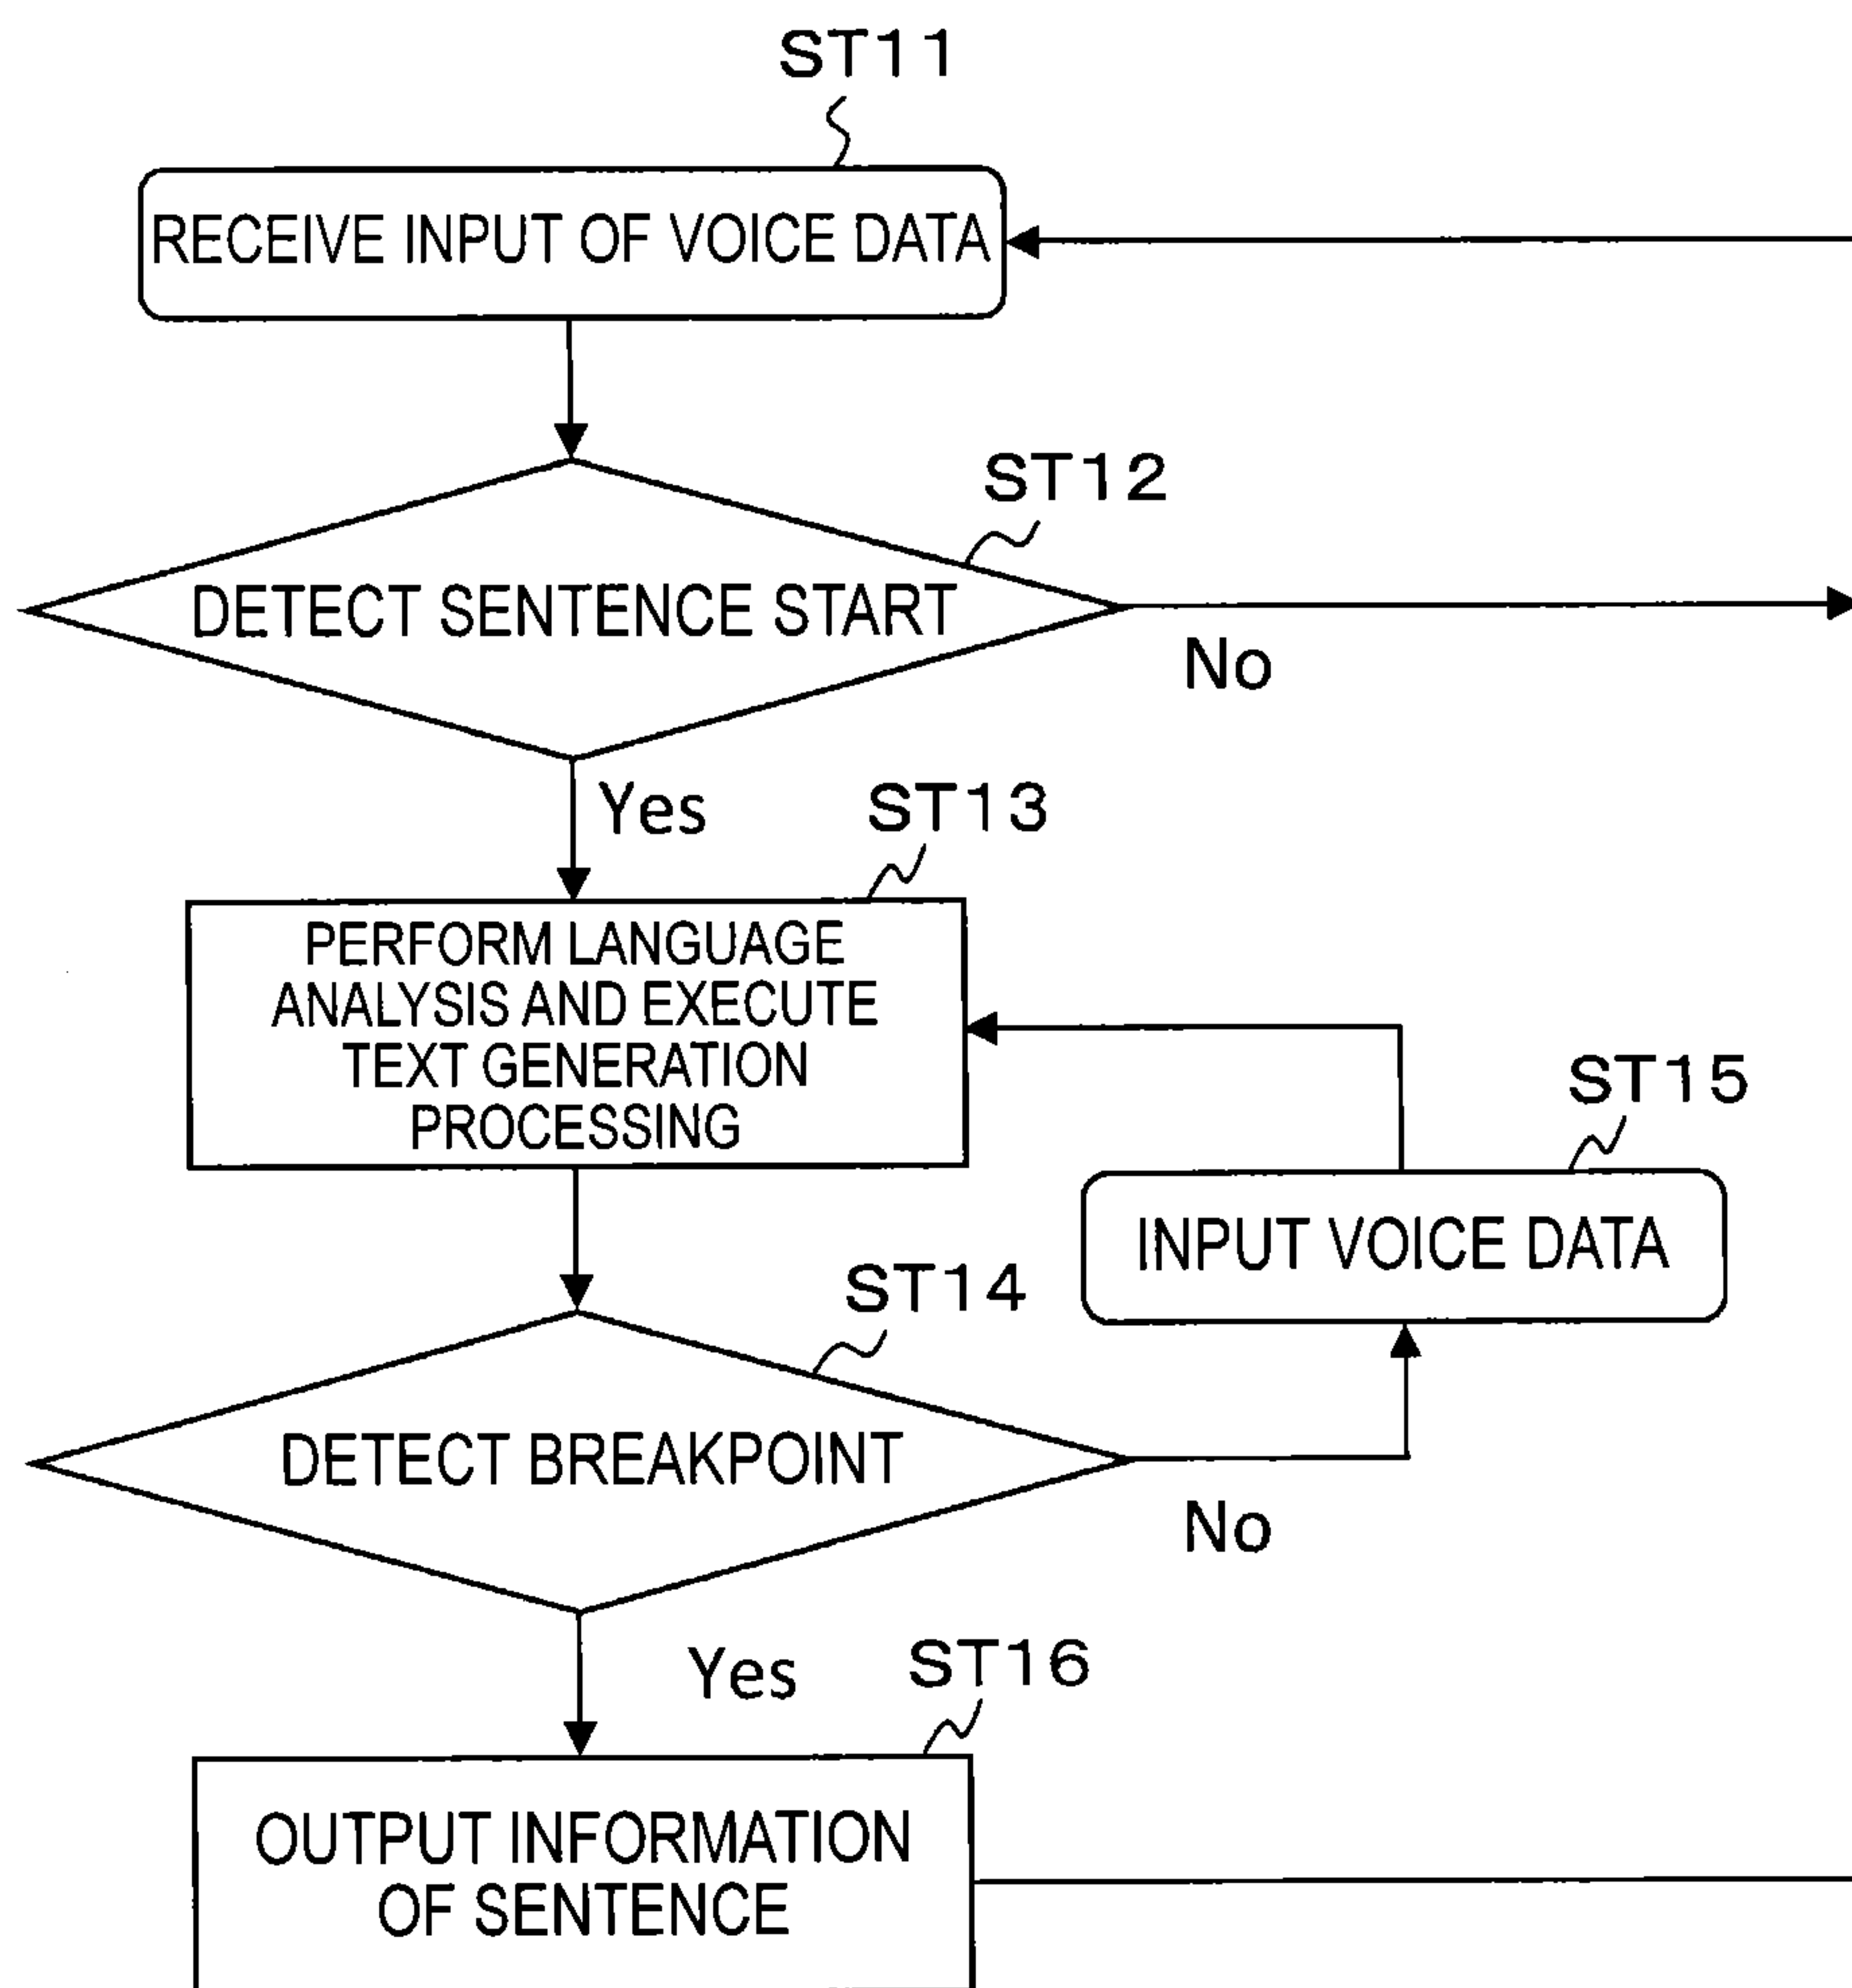 ST11
RECEIVE INPUT OF VOICE DATA
ST12
DETECT SENTENCE START
No
Yes
ST13
PERFORM LANGUAGE
ANALYSIS AND EXECUTE
TEXT GENERATION
PROCESSING
ST15
INPUT VOICE DATA
ST14
DETECT BREAKPOINT
No
Yes
ST16
OUTPUT INFORMATION
OF SENTENCE